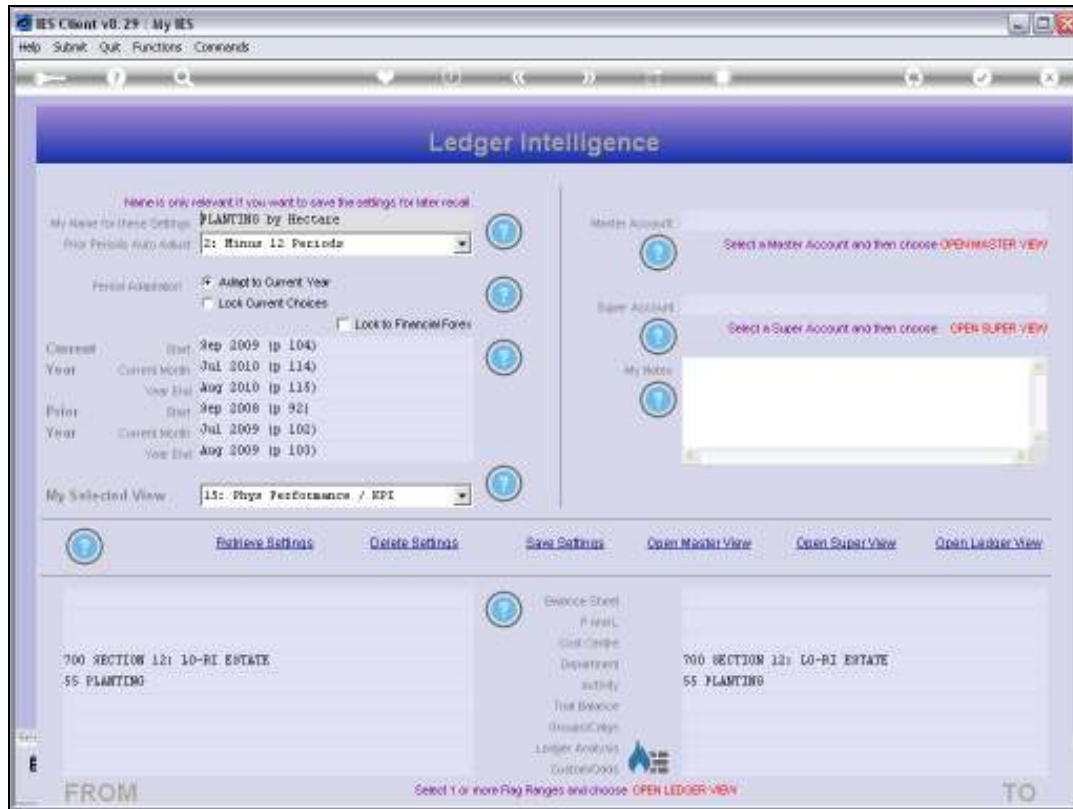 IES Client v0.29 : My IES
Help Submit Quit Functions Commands
Ledger Intelligence
Name is only relevant if you want to save the settings for later recall
My Name for these Settings PLANTING by Hectare
Prior Periods Auto Adjust 2: Minus 12 Periods
Period Adaptation Adapt to Current Year
Lock Current Choices
Lock to Financial Forex
Current Year
Start Sep 2009 (p 104)
Current Month Jul 2010 (p 114)
Year End Aug 2010 (p 115)
Prior Year
Start Sep 2008 (p 92)
Current Month Jul 2009 (p 102)
Year End Aug 2009 (p 103)
My Selected View 15: Phys Performance / KPI
Master Account
Select a Master Account and then choose OPEN MASTER VIEW
Super Account
Select a Super Account and then choose OPEN SUPER VIEW
My Notes
Retrieve Settings Delete Settings Save Settings Open Master View Open Super View Open Ledger View
Balance Sheet
P and L
Cost Centre
700 SECTION 12: LO-RI ESTATE Department 700 SECTION 12: LO-RI ESTATE
55 PLANTING Activity 55 PLANTING
Trial Balance
Ledger Analysis
FROM Select 1 or more Flag Ranges and choose OPEN LEDGER VIEW TO